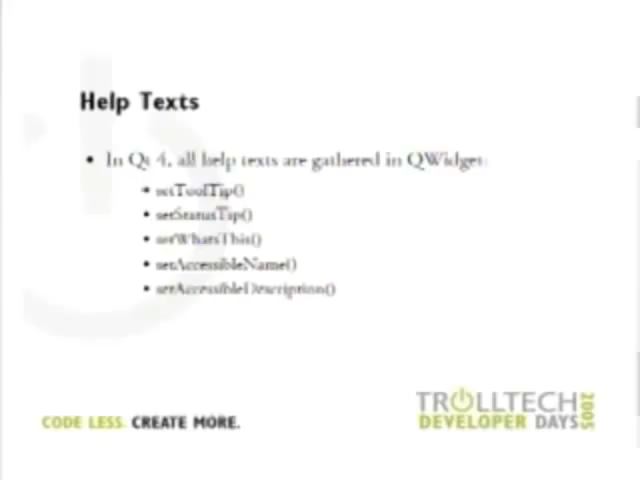 Help Texts
• In Qt 4, all help texts are gathered in QWidget:
• setToolTip()
• setStatusTip()
• setWhatsThis()
• setAccessibleName()
• setAccessibleDescription()
CODE LESS. CREATE MORE.
TROLLTECH
DEVELOPER DAYS 2005